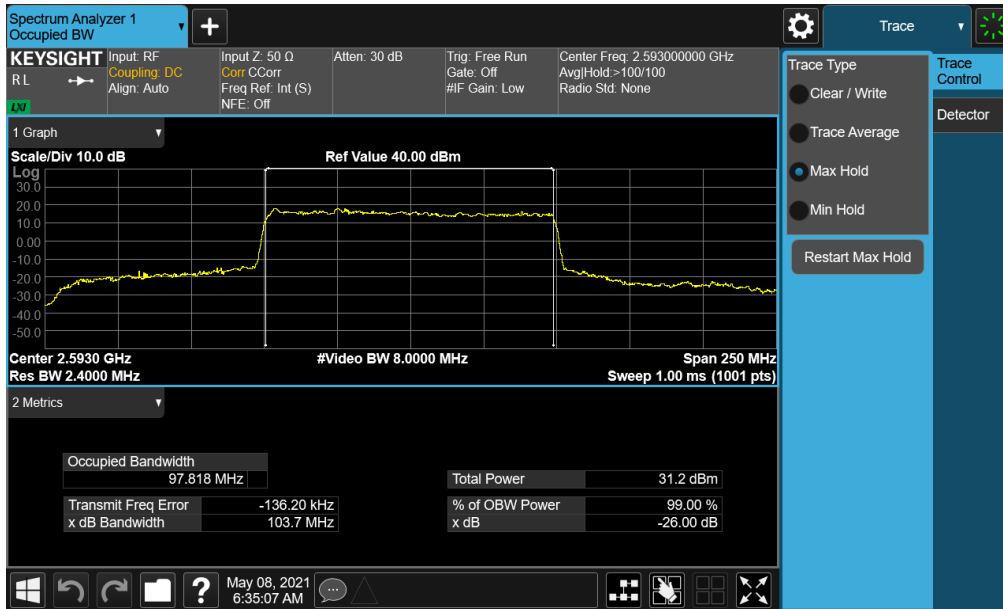 Spectrum Analyzer 1
Occupied BW
+
Trace
KEYSIGHT
R L
LXI
Input: RF
Coupling: DC
Align: Auto
Input Z: 50 Ω
Corr CCorr
Freq Ref: Int (S)
NFE: Off
Atten: 30 dB
Trig: Free Run
Gate: Off
#IF Gain: Low
Center Freq: 2.593000000 GHz
Avg|Hold:>100/100
Radio Std: None
Trace Type
Clear / Write
Trace Average
Max Hold
Min Hold
Restart Max Hold
Trace
Control
Detector
1 Graph
Scale/Div 10.0 dB
Ref Value 40.00 dBm
Log
30.0
20.0
10.0
0.00
-10.0
-20.0
-30.0
-40.0
-50.0
Center 2.5930 GHz
#Video BW 8.0000 MHz
Span 250 MHz
Res BW 2.4000 MHz
Sweep 1.00 ms (1001 pts)
2 Metrics
Occupied Bandwidth
97.818 MHz
Total Power 31.2 dBm
Transmit Freq Error -136.20 kHz
% of OBW Power 99.00 %
x dB Bandwidth 103.7 MHz
x dB -26.00 dB
?
May 08, 2021
6:35:07 AM